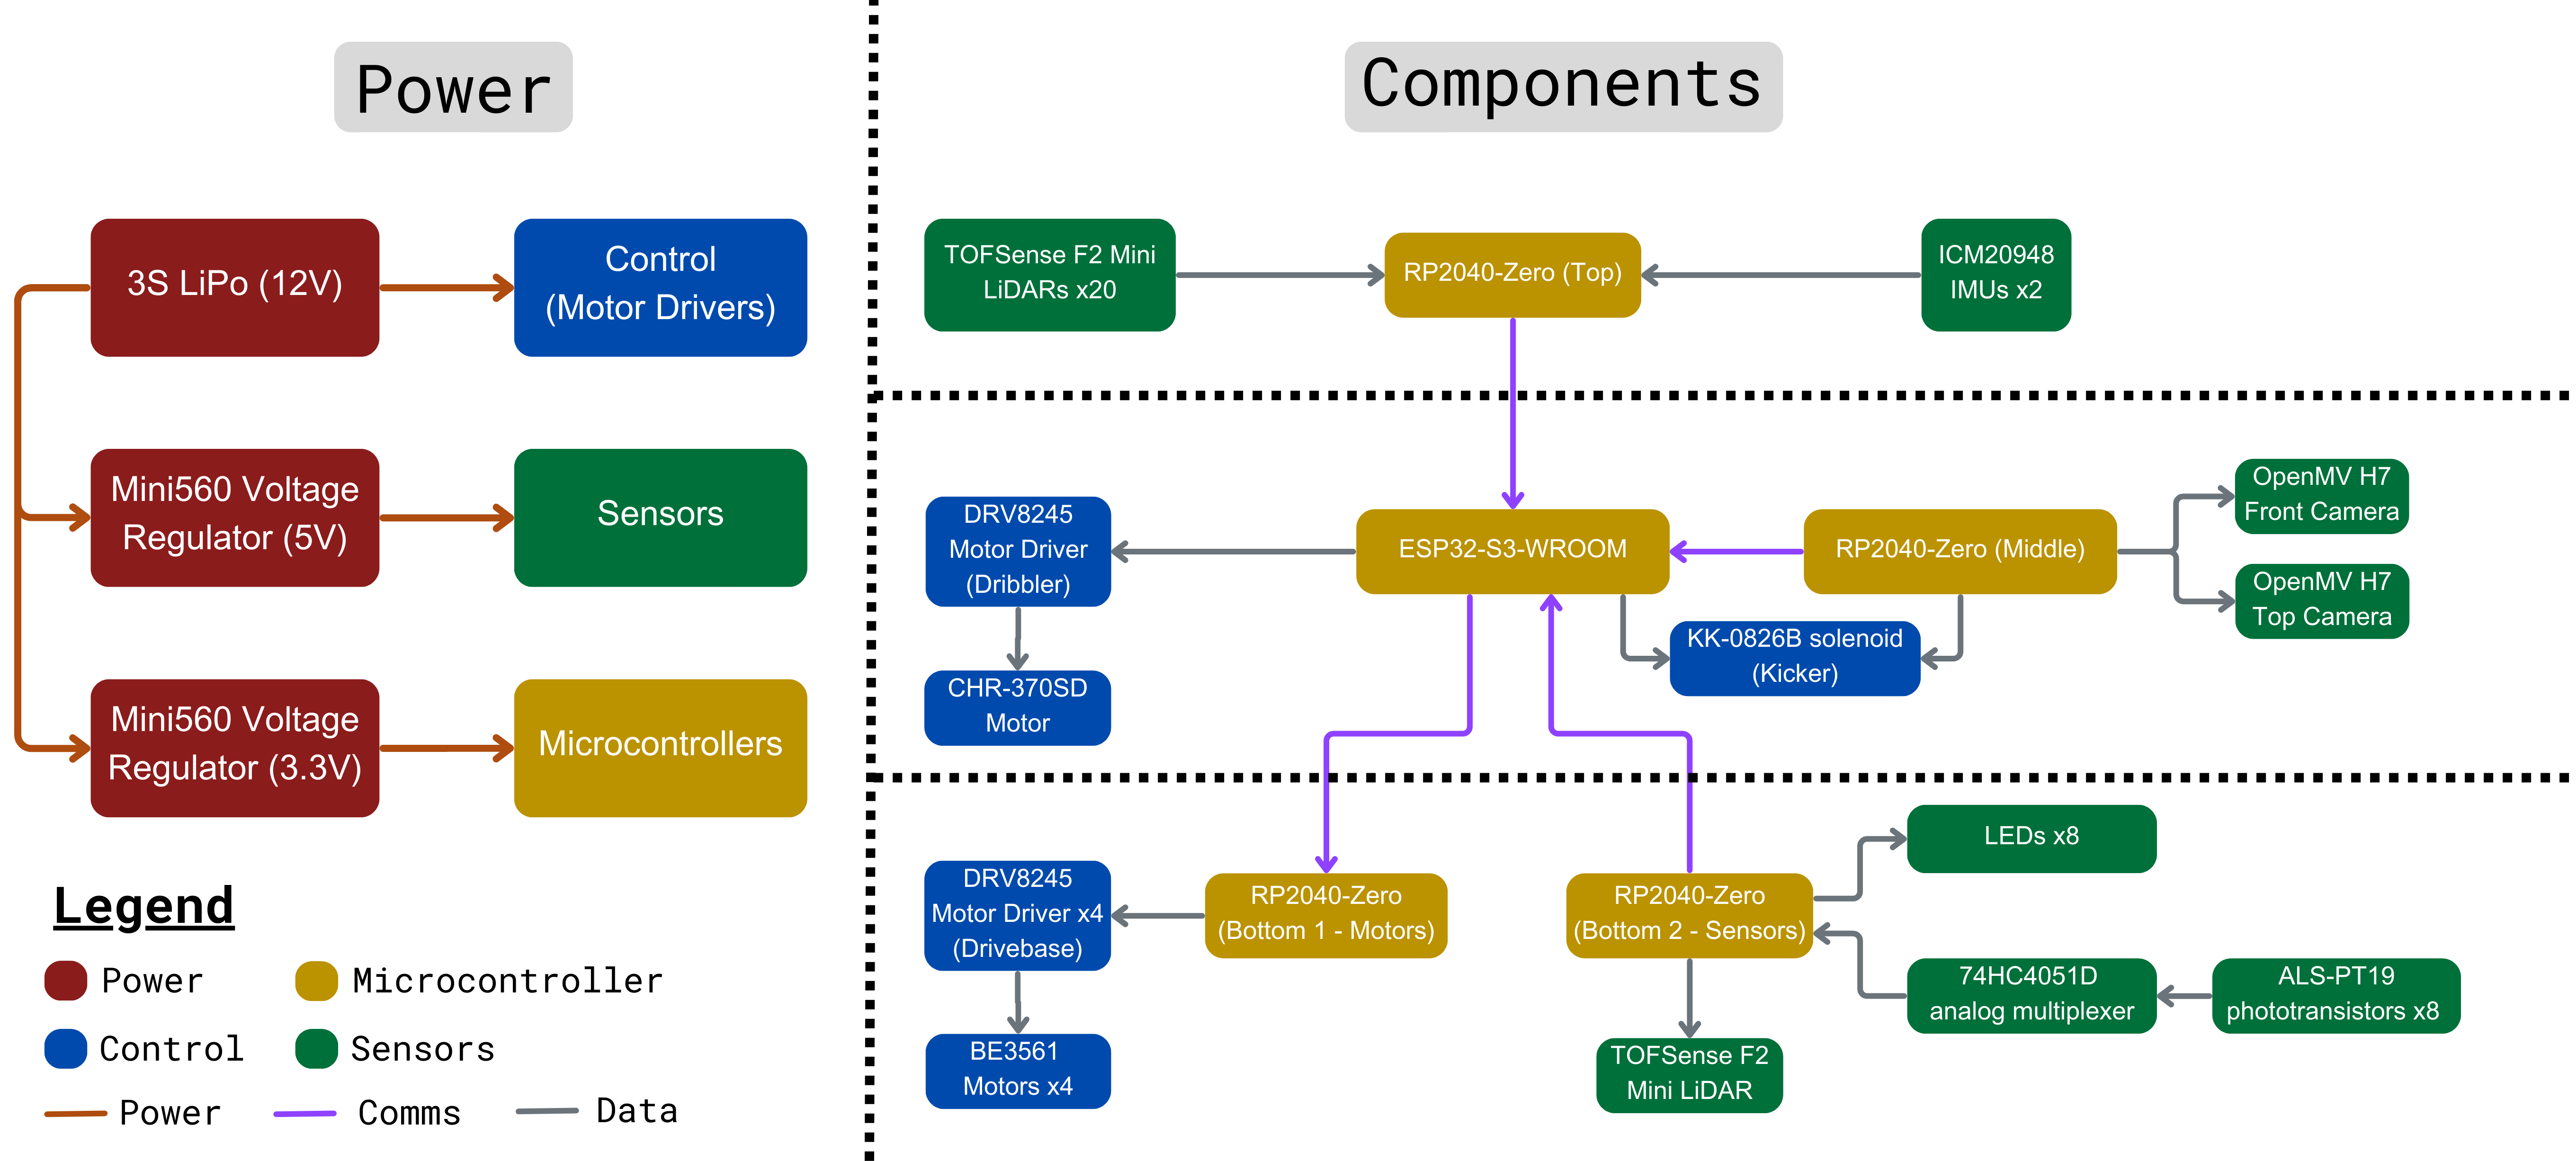 Power
Components
3S LiPo (12V)
Control
(Motor Drivers)
Mini560 Voltage
Regulator (5V)
Sensors
Mini560 Voltage
Regulator (3.3V)
Microcontrollers
Legend
Power
Microcontroller
Control
Sensors
Power
Comms
Data
TOFSense F2 Mini
LiDARs x20
RP2040-Zero (Top)
ICM20948
IMUs x2
DRV8245
Motor Driver
(Dribbler)
ESP32-S3-WROOM
RP2040-Zero (Middle)
OpenMV H7
Front Camera
OpenMV H7
Top Camera
KK-0826B solenoid
(Kicker)
CHR-370SD
Motor
DRV8245
Motor Driver x4
(Drivebase)
RP2040-Zero
(Bottom 1 - Motors)
RP2040-Zero
(Bottom 2 - Sensors)
LEDs x8
74HC4051D
analog multiplexer
ALS-PT19
phototransistors x8
BE3561
Motors x4
TOFSense F2
Mini LiDAR